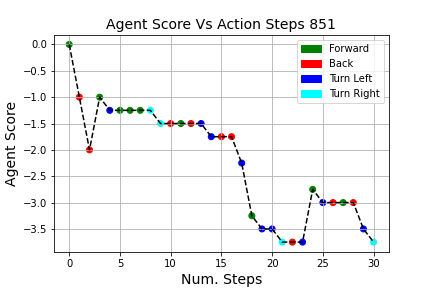 Agent Score Vs Action Steps 851
Forward
Back
Turn Left
Turn Right
Agent Score
0.0
−0.5
−1.0
−1.5
−2.0
−2.5
−3.0
−3.5
0 5 10 15 20 25 30
Num. Steps